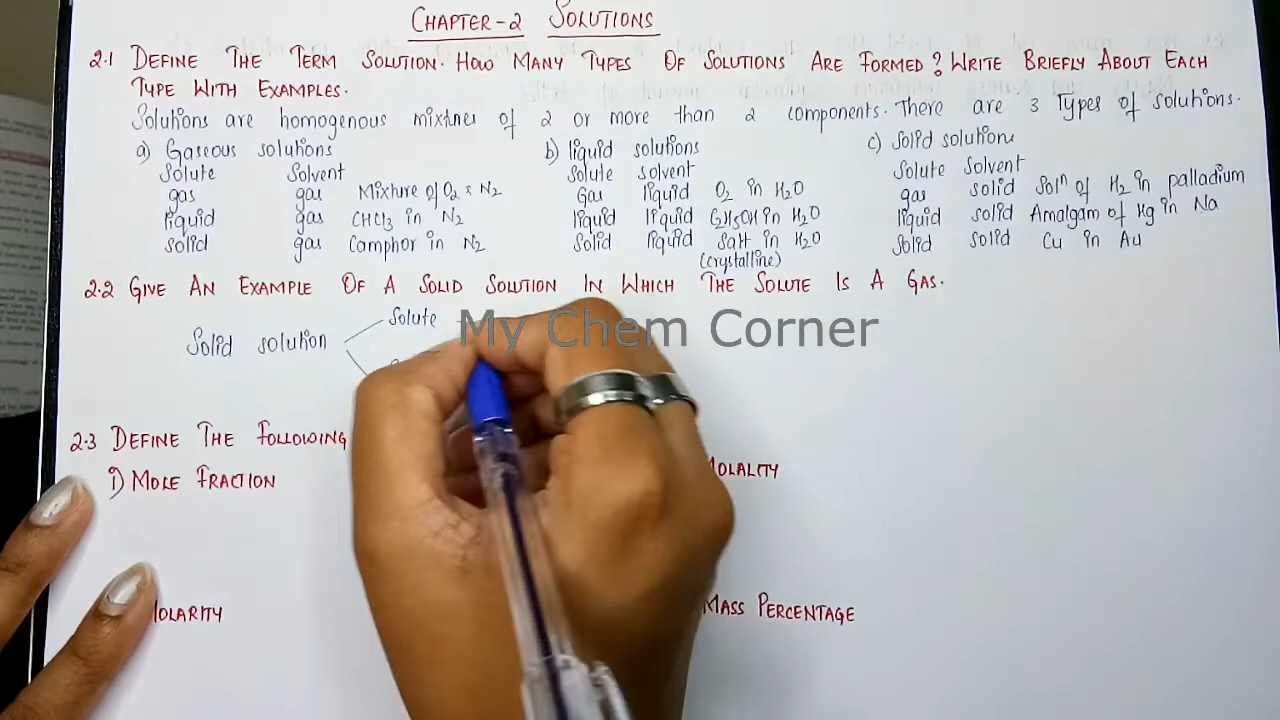 CHAPTER-2 SOLUTIONS
2.1 DEFINE THE TERM SOLUTION. HOW MANY TYPES OF SOLUTIONS ARE FORMED? WRITE BRIEFLY ABOUT EACH
TYPE WITH EXAMPLES.
Solutions are homogenous mixtures of 2 or more than 2 components. There are 3 Types of solutions.
a) Gaseous solutions
Solute Solvent
gas gas Mixture of O₂ & N₂
liquid gas CHCl₃ in N₂
solid gas Camphor in N₂
b) liquid solutions
Solute solvent
Gas liquid O₂ in H₂O
liquid liquid C₂H₅OH in H₂O
Solid liquid Salt in H₂O
(crystalline)
c) Solid solutions
Solute Solvent
gas solid Solⁿ of H₂ in palladium
liquid solid Amalgam of Hg in Na
Solid solid Cu in Au
2.2 GIVE AN EXAMPLE OF A SOLID SOLUTION IN WHICH THE SOLUTE IS A GAS.
Solid solution
Solute
My Chem Corner
2.3 DEFINE THE FOLLOWING
i) MOLE FRACTION
MOLALITY
MOLARITY
MASS PERCENTAGE